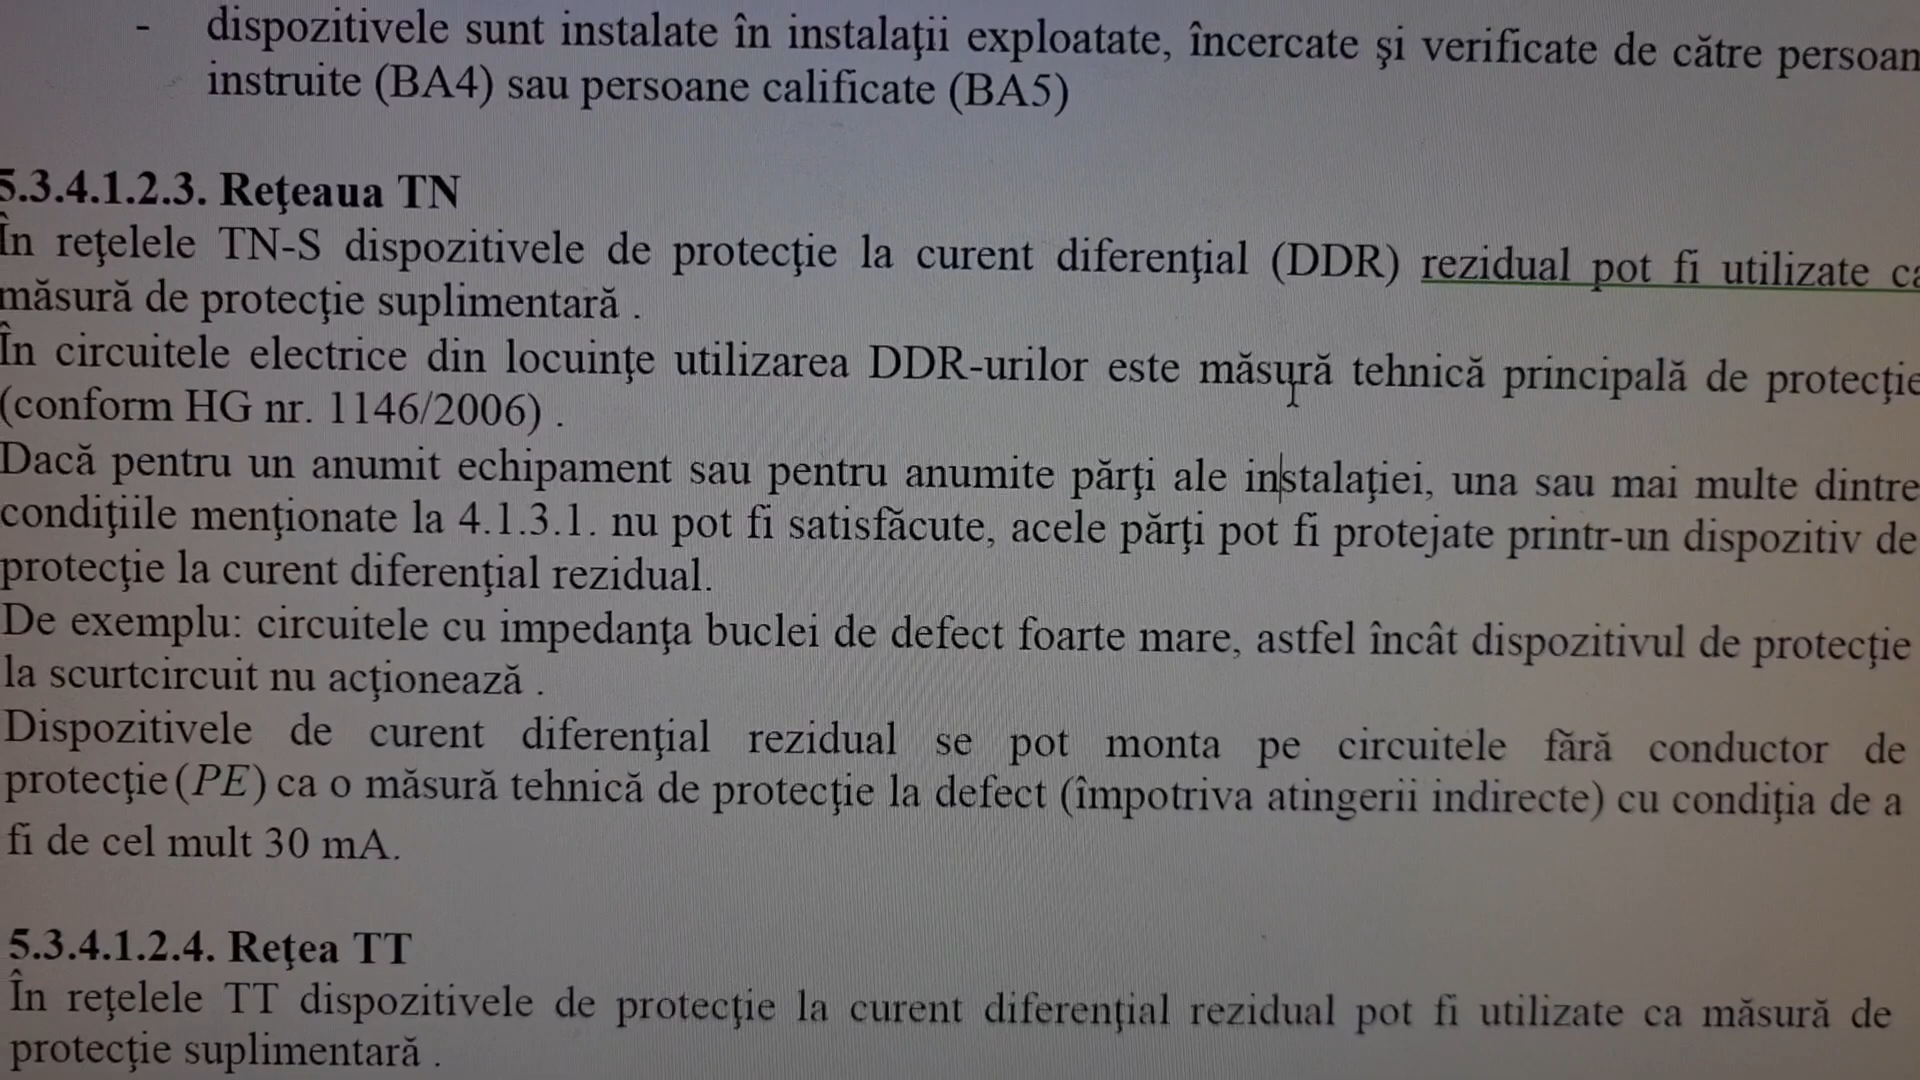 - dispozitivele sunt instalate în instalaţii exploatate, încercate şi verificate de către persoan
instruite (BA4) sau persoane calificate (BA5)
5.3.4.1.2.3. Reţeaua TN
În reţelele TN-S dispozitivele de protecţie la curent diferenţial (DDR) rezidual pot fi utilizate ca
măsură de protecţie suplimentară .
În circuitele electrice din locuinţe utilizarea DDR-urilor este măsură tehnică principală de protecţie
(conform HG nr. 1146/2006) .
Dacă pentru un anumit echipament sau pentru anumite părţi ale instalaţiei, una sau mai multe dintre
condiţiile menţionate la 4.1.3.1. nu pot fi satisfăcute, acele părţi pot fi protejate printr-un dispozitiv de
protecţie la curent diferenţial rezidual.
De exemplu: circuitele cu impedanţa buclei de defect foarte mare, astfel încât dispozitivul de protecţie
la scurtcircuit nu acţionează .
Dispozitivele de curent diferenţial rezidual se pot monta pe circuitele fără conductor de
protecţie (PE) ca o măsură tehnică de protecţie la defect (împotriva atingerii indirecte) cu condiţia de a
fi de cel mult 30 mA.
5.3.4.1.2.4. Reţea TT
În reţelele TT dispozitivele de protecţie la curent diferenţial rezidual pot fi utilizate ca măsură de
protecţie suplimentară .